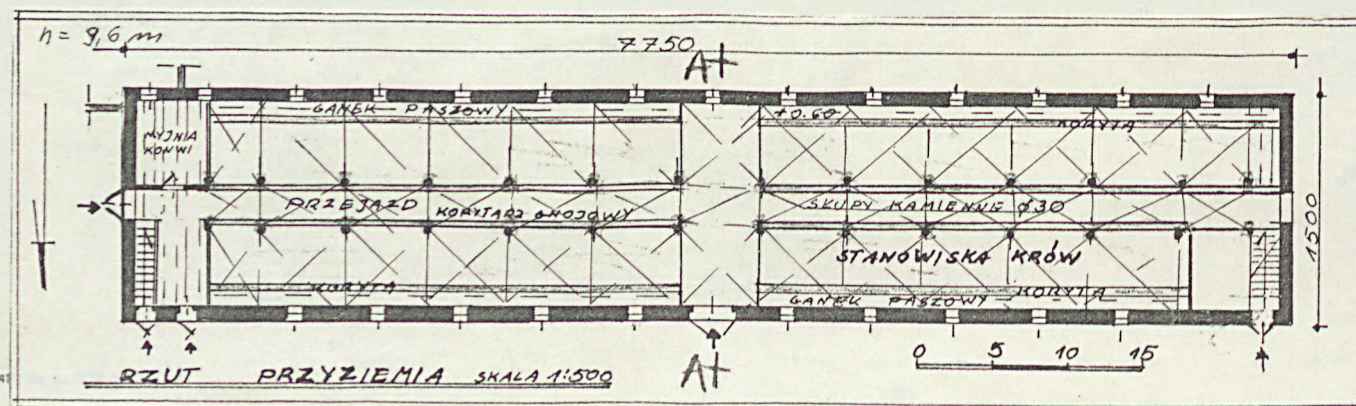 h = 9,6 m
7750
A+
GANEK PASZOWY
+0.60
KORYTA
MYJNIA
KONWI
PRZEJAZD
KORYTARZ GNOJOWY
SKUPY KAMIENNE ∅30
1500
STANOWISKA KRÓW
KORYTA
GANEK PASZOWY
KORYTA
A+
0 5 10 15
RZUT PRZYZIEMIA SKALA 1:500